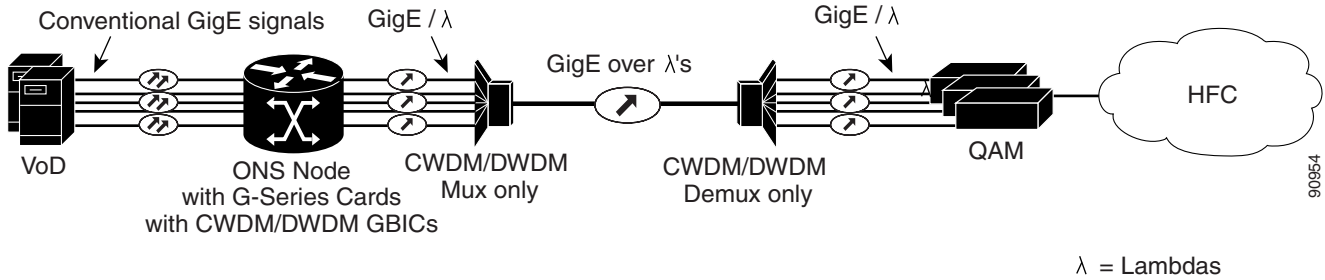 Conventional GigE signals
GigE / λ
GigE / λ
GigE over λ's
λ
HFC
VoD
ONS Node
with G-Series Cards
with CWDM/DWDM GBICs
CWDM/DWDM
Mux only
CWDM/DWDM
Demux only
QAM
90954
λ = Lambdas